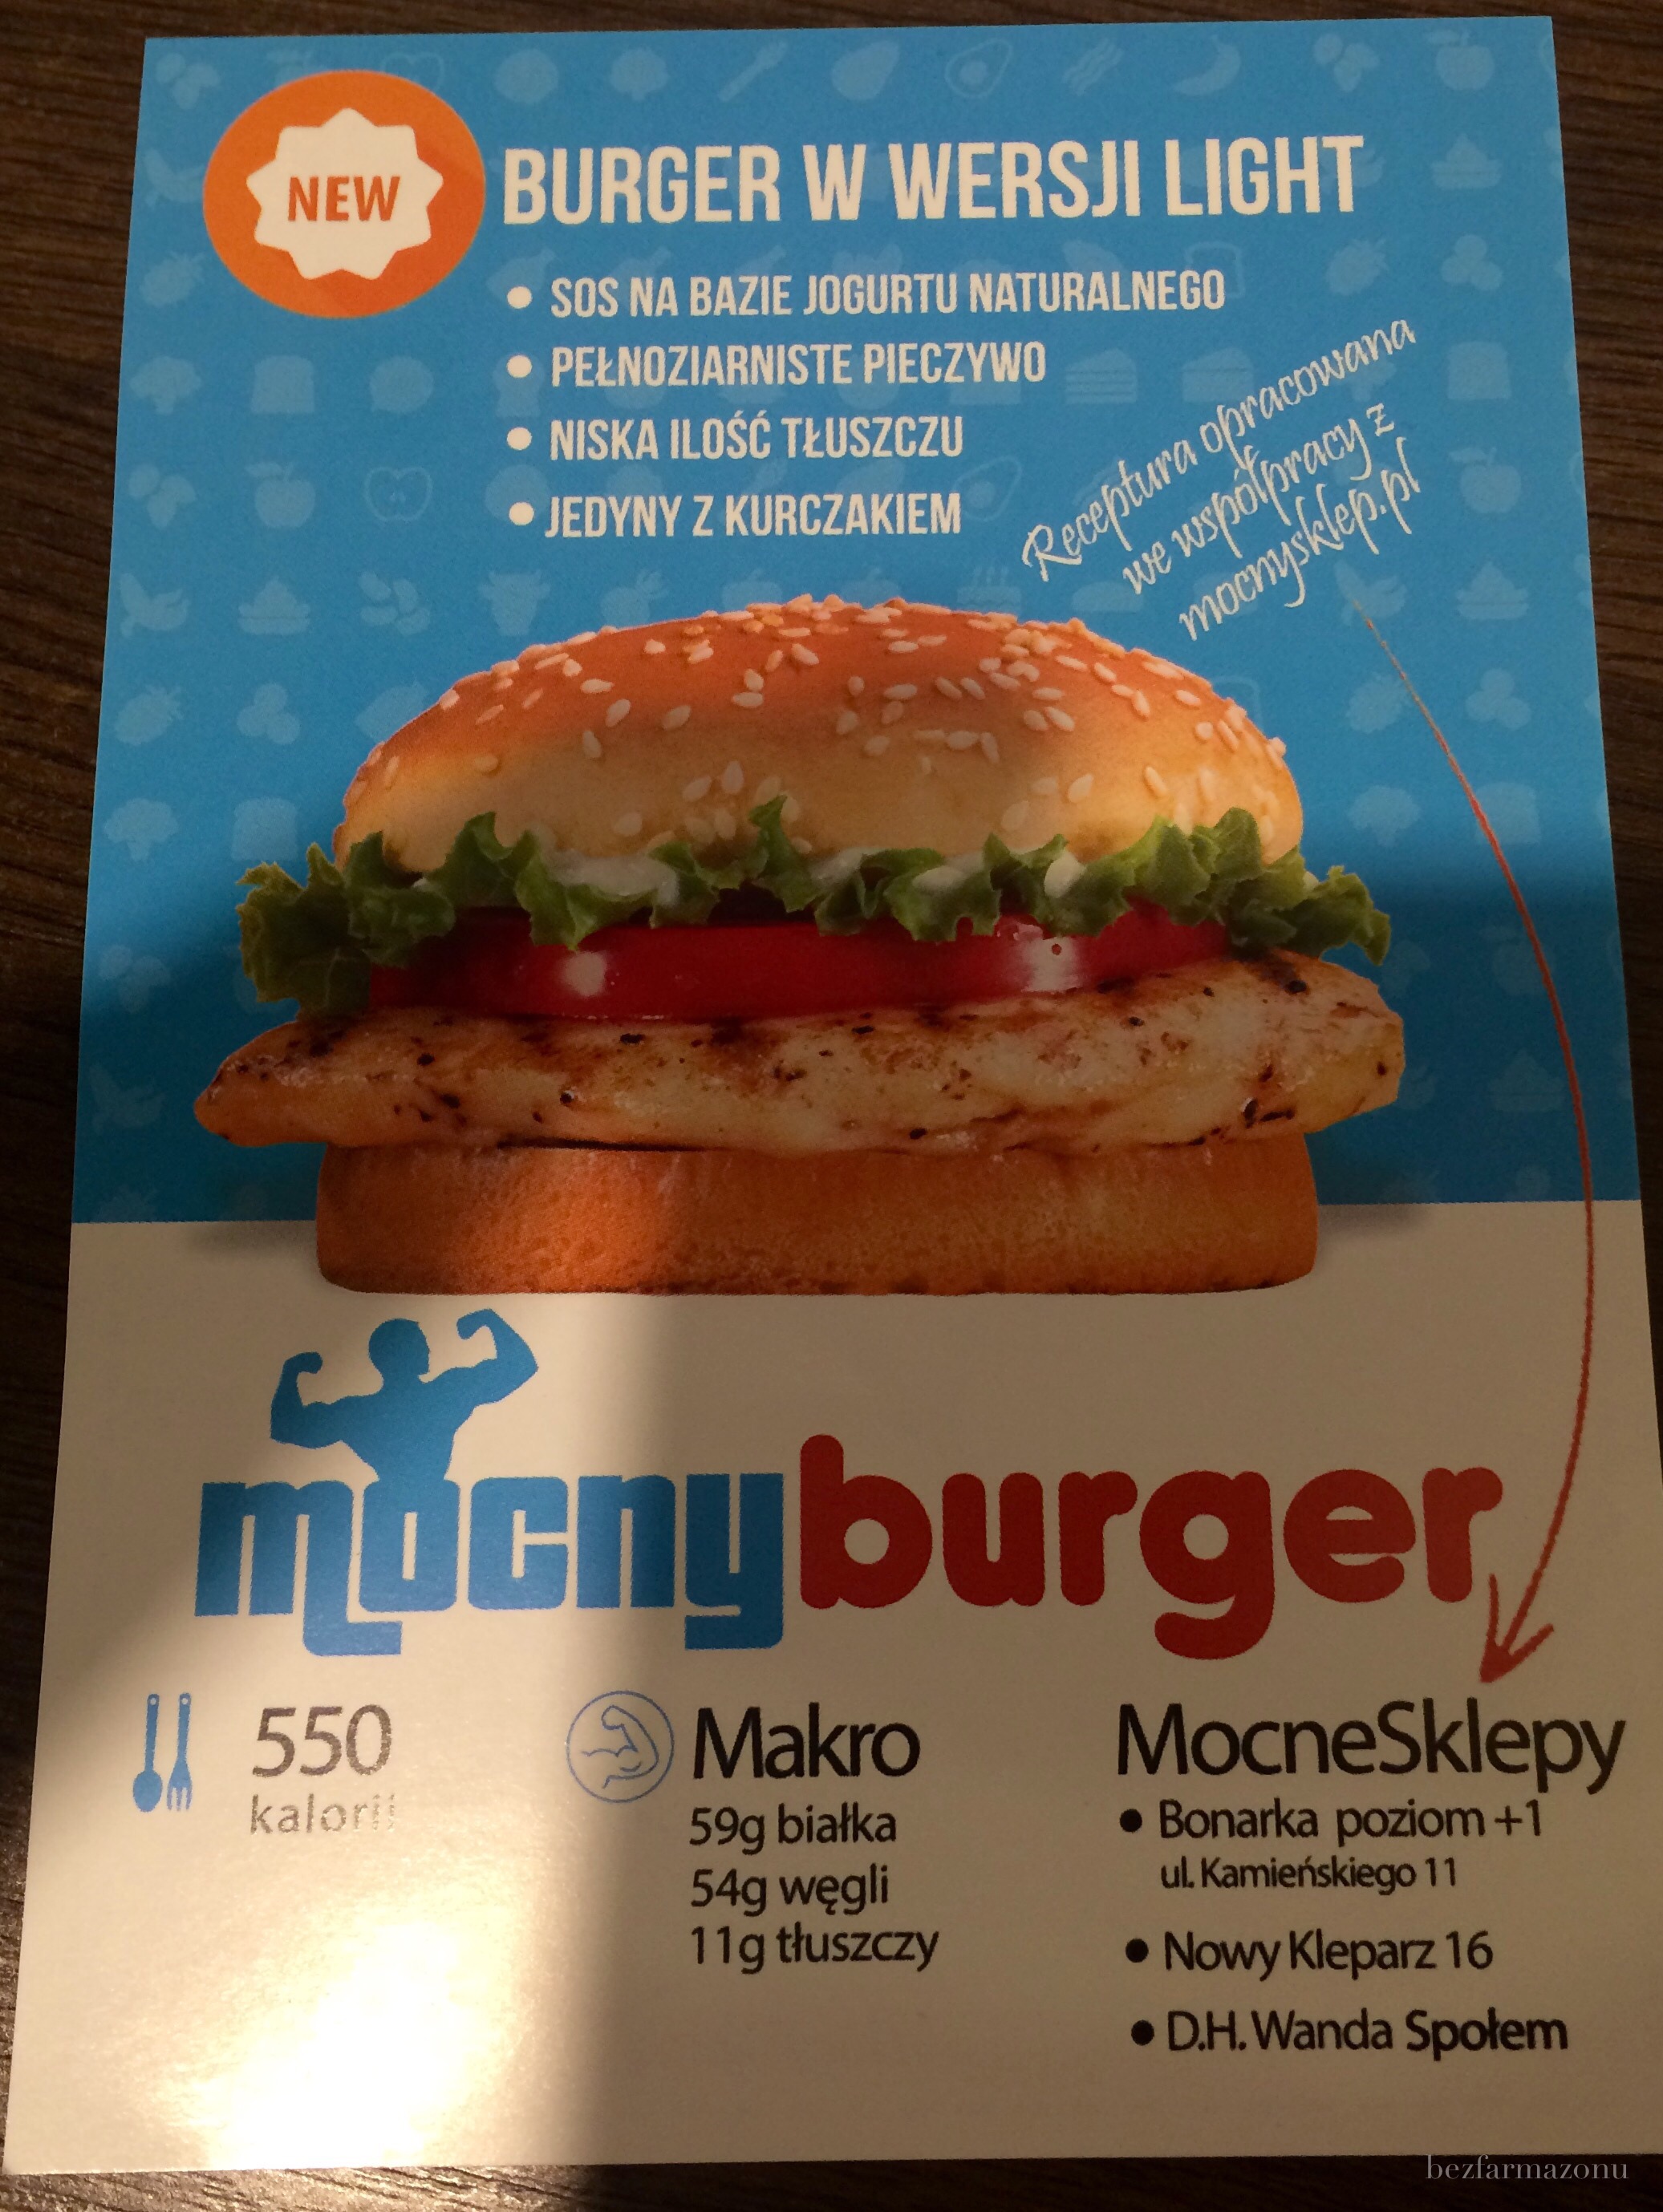 NEW
BURGER W WERSJI LIGHT
• SOS NA BAZIE JOGURTU NATURALNEGO
• PEŁNOZIARNISTE PIECZYWO
• NISKA ILOŚĆ TŁUSZCZU
• JEDYNY Z KURCZAKIEM
Receptura opracowana
we współpracy z
mocnysklep.pl
mocnyburger
550
kalorii
Makro
59g białka
54g węgli
11g tłuszczy
MocneSklepy
• Bonarka poziom +1
ul. Kamieńskiego 11
• Nowy Kleparz 16
• D.H. Wanda Społem
bezfarmazonu